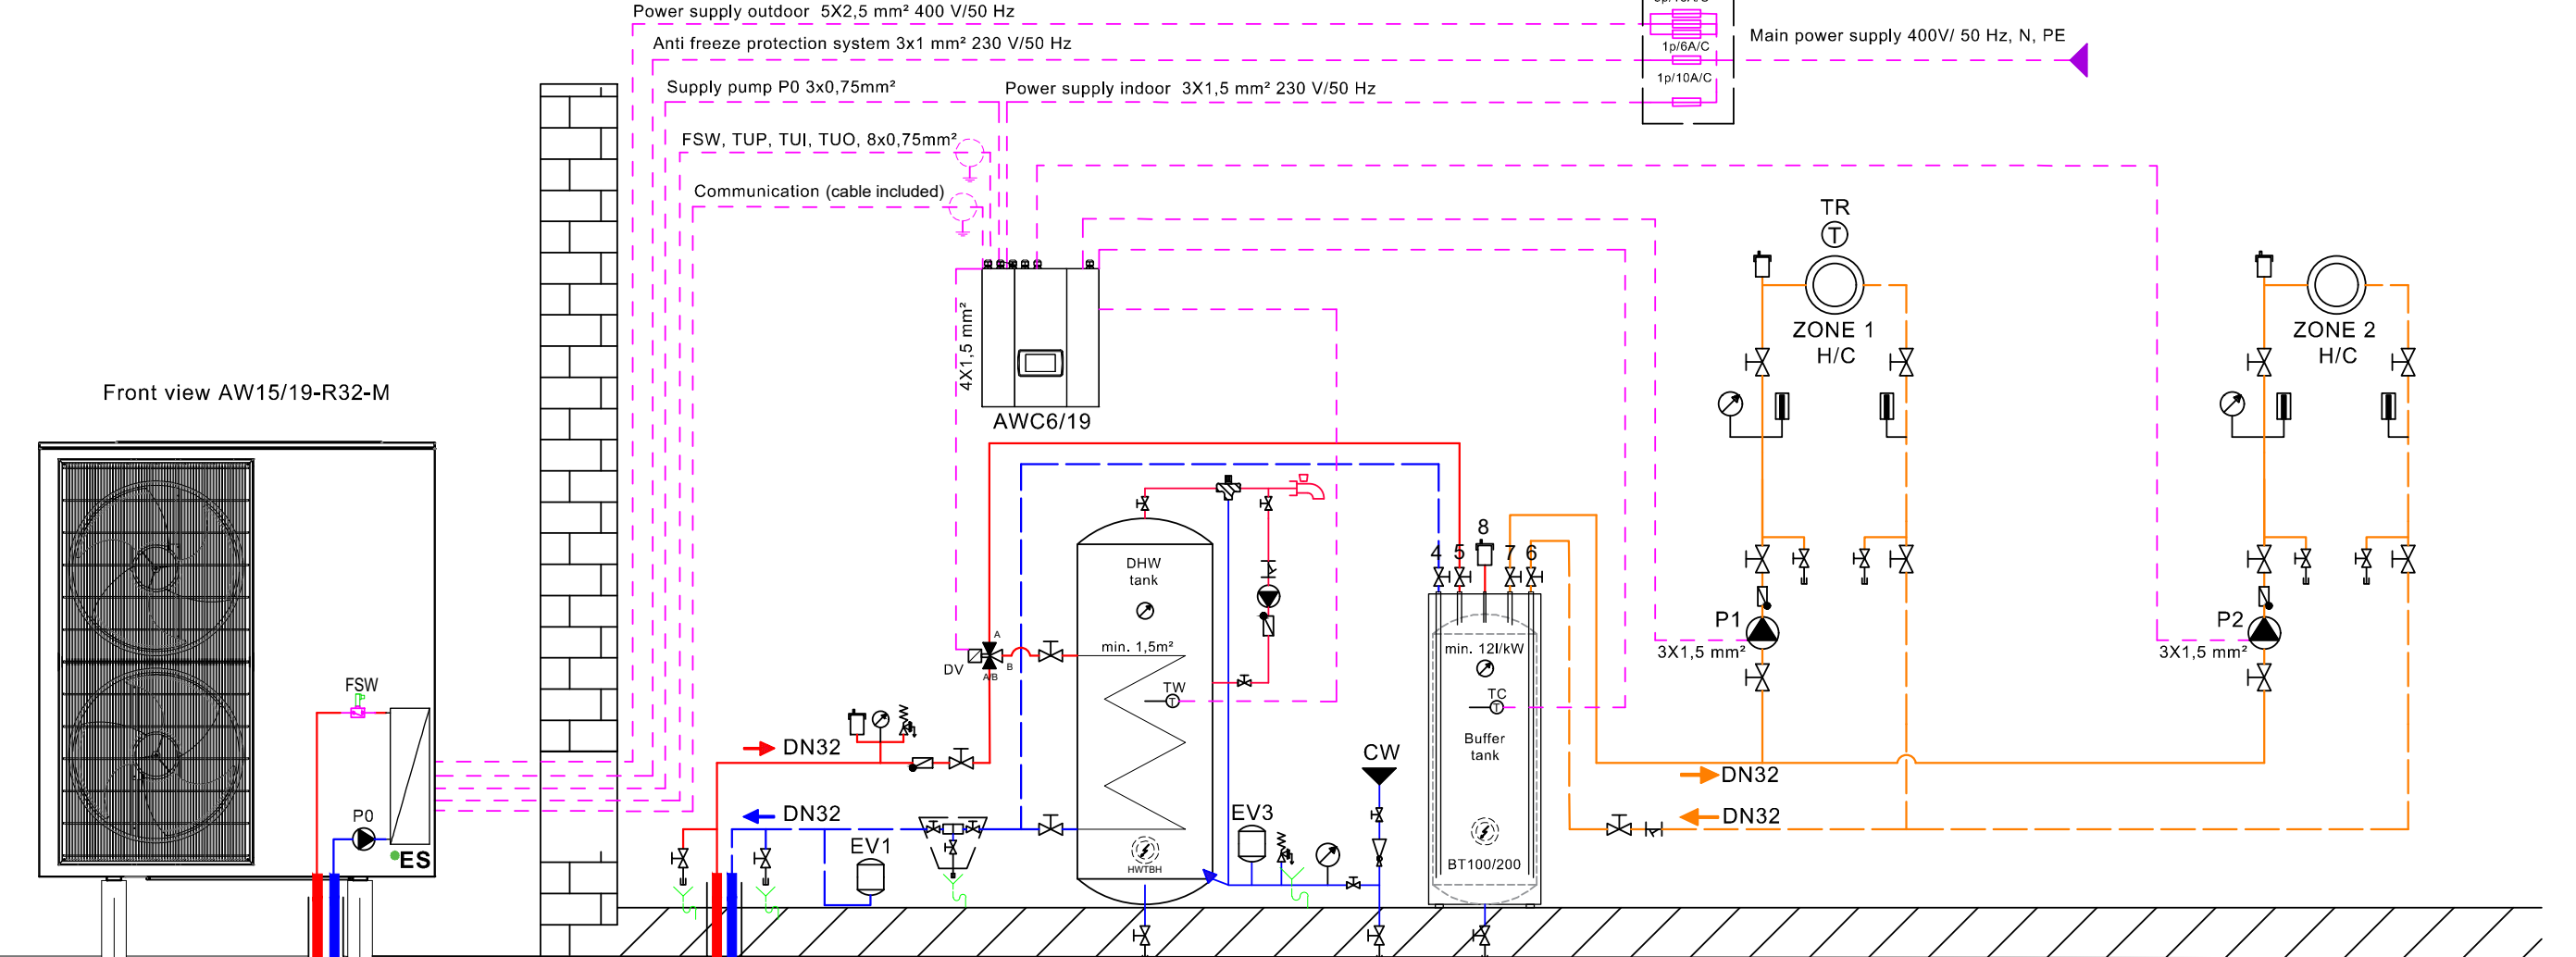 Power supply outdoor 5X2,5 mm² 400 V/50 Hz
Anti freeze protection system 3x1 mm² 230 V/50 Hz
1p/6A/C
Main power supply 400V/ 50 Hz, N, PE
1p/10A/C
Supply pump P0 3x0,75mm²
Power supply indoor 3X1,5 mm² 230 V/50 Hz
FSW, TUP, TUI, TUO, 8x0,75mm²
Communication (cable included)
TR
T
ZONE 1
H/C
ZONE 2
H/C
4X1,5 mm²
AWC6/19
Front view AW15/19-R32-M
8
4
5
7
6
DHW
tank
min. 1,5m²
A
B
A/B
DV
TW
T
min. 12l/kW
TC
T
Buffer
tank
P1
3X1,5 mm²
P2
3X1,5 mm²
FSW
P0
ES
DN32
DN32
EV1
HWTBH
EV3
CW
BT100/200
DN32
DN32